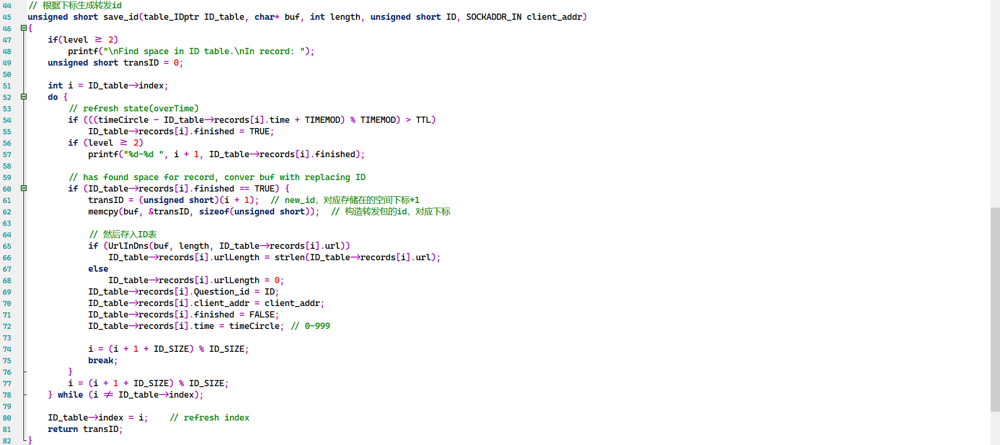 44 // 根据下标生成转发id
45 unsigned short save_id(table_IDptr ID_table, char* buf, int length, unsigned short ID, SOCKADDR_IN client_addr)
46 {
47     if(level ≥ 2)
48         printf("\nFind space in ID table.\nIn record: ");
49     unsigned short transID = 0;
50
51     int i = ID_table→index;
52     do {
53         // refresh state(overTime)
54         if (((timeCircle - ID_table→records[i].time + TIMEMOD) % TIMEMOD) > TTL)
55             ID_table→records[i].finished = TRUE;
56         if (level ≥ 2)
57             printf("%d-%d ", i + 1, ID_table→records[i].finished);
58
59         // has found space for record, conver buf with replacing ID
60         if (ID_table→records[i].finished == TRUE) {
61             transID = (unsigned short)(i + 1);  // new_id, 对应存储在的空间下标+1
62             memcpy(buf, &transID, sizeof(unsigned short));  // 构造转发包的id, 对应下标
63
64             // 然后存入ID表
65             if (UrlInDns(buf, length, ID_table→records[i].url))
66                 ID_table→records[i].urlLength = strlen(ID_table→records[i].url);
67             else
68                 ID_table→records[i].urlLength = 0;
69             ID_table→records[i].Question_id = ID;
70             ID_table→records[i].client_addr = client_addr;
71             ID_table→records[i].finished = FALSE;
72             ID_table→records[i].time = timeCircle; // 0-999
73
74             i = (i + 1 + ID_SIZE) % ID_SIZE;
75             break;
76         }
77         i = (i + 1 + ID_SIZE) % ID_SIZE;
78     } while (i ≠ ID_table→index);
79
80     ID_table→index = i;    // refresh index
81     return transID;
82 }